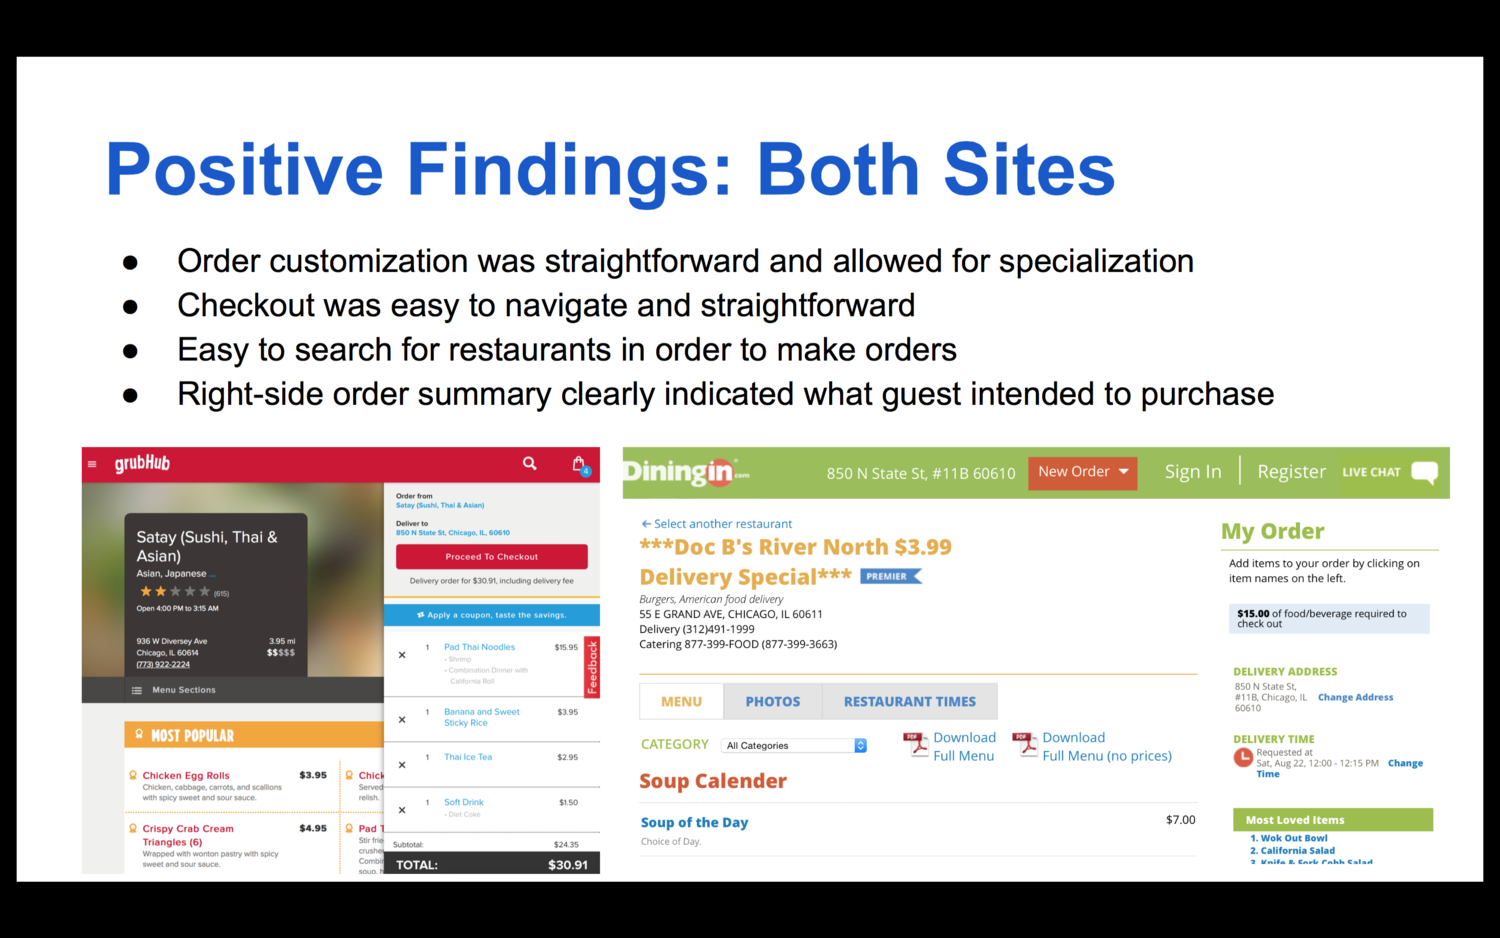 Positive Findings: Both Sites
● Order customization was straightforward and allowed for specialization
● Checkout was easy to navigate and straightforward
● Easy to search for restaurants in order to make orders
● Right-side order summary clearly indicated what guest intended to purchase
grubHub
4
Satay (Sushi, Thai &
Asian)
Asian, Japanese ...
(615)
Open 4:00 PM to 3:15 AM
936 W Diversey Ave 3.95 mi
Chicago, IL 60614 $$$$$
(773) 922-2224
Menu Sections
MOST POPULAR
Chicken Egg Rolls $3.95
Chicken, cabbage, carrots, and scallions
with spicy sweet and sour sauce.
Crispy Crab Cream $4.95
Triangles (6)
Wrapped with wonton pastry with spicy
sweet and sour sauce.
Chick
Served
relish.
Pad T
Stir frie
crushe
Combi
soup.
Order from
Satay (Sushi, Thai & Asian)
Deliver to
850 N State St, Chicago, IL, 60610
Proceed To Checkout
Delivery order for $30.91, including delivery fee
Apply a coupon, taste the savings.
× 1 Pad Thai Noodles $15.95
- Shrimp
- Combination Dinner with
California Roll
× 1 Banana and Sweet $3.95
Sticky Rice
× 1 Thai Ice Tea $2.95
× 1 Soft Drink $1.50
- Diet Coke
Subtotal: $24.35
TOTAL: $30.91
Feedback
Diningin.com
850 N State St, #11B 60610
New Order
Sign In | Register
LIVE CHAT
← Select another restaurant
***Doc B's River North $3.99
Delivery Special*** PREMIER
Burgers, American food delivery
55 E GRAND AVE, CHICAGO, IL 60611
Delivery (312)491-1999
Catering 877-399-FOOD (877-399-3663)
MENU PHOTOS RESTAURANT TIMES
CATEGORY All Categories
PDF Download
Full Menu
PDF Download
Full Menu (no prices)
Soup Calender
Soup of the Day $7.00
Choice of Day.
My Order
Add items to your order by clicking on
item names on the left.
$15.00 of food/beverage required to
check out
DELIVERY ADDRESS
850 N State St,
#11B, Chicago, IL Change Address
60610
DELIVERY TIME
Requested at
Sat, Aug 22, 12:00 - 12:15 PM Change
Time
Most Loved Items
1. Wok Out Bowl
2. California Salad
3. Knife & Fork Cobb Salad